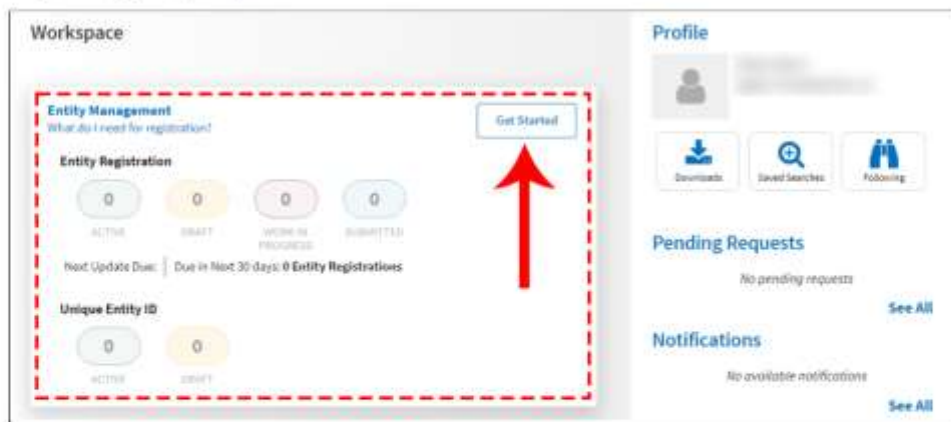 Workspace
Entity Management
What do I need for registration?
Get Started
Entity Registration
0 0 0 0
ACTIVE DRAFT WORK IN PROGRESS SUBMITTED
Next Update Due: Due in Next 30 days: 0 Entity Registrations
Unique Entity ID
0 0
ACTIVE DRAFT
Profile
Downloads Saved Searches Following
Pending Requests
No pending requests
See All
Notifications
No available notifications
See All